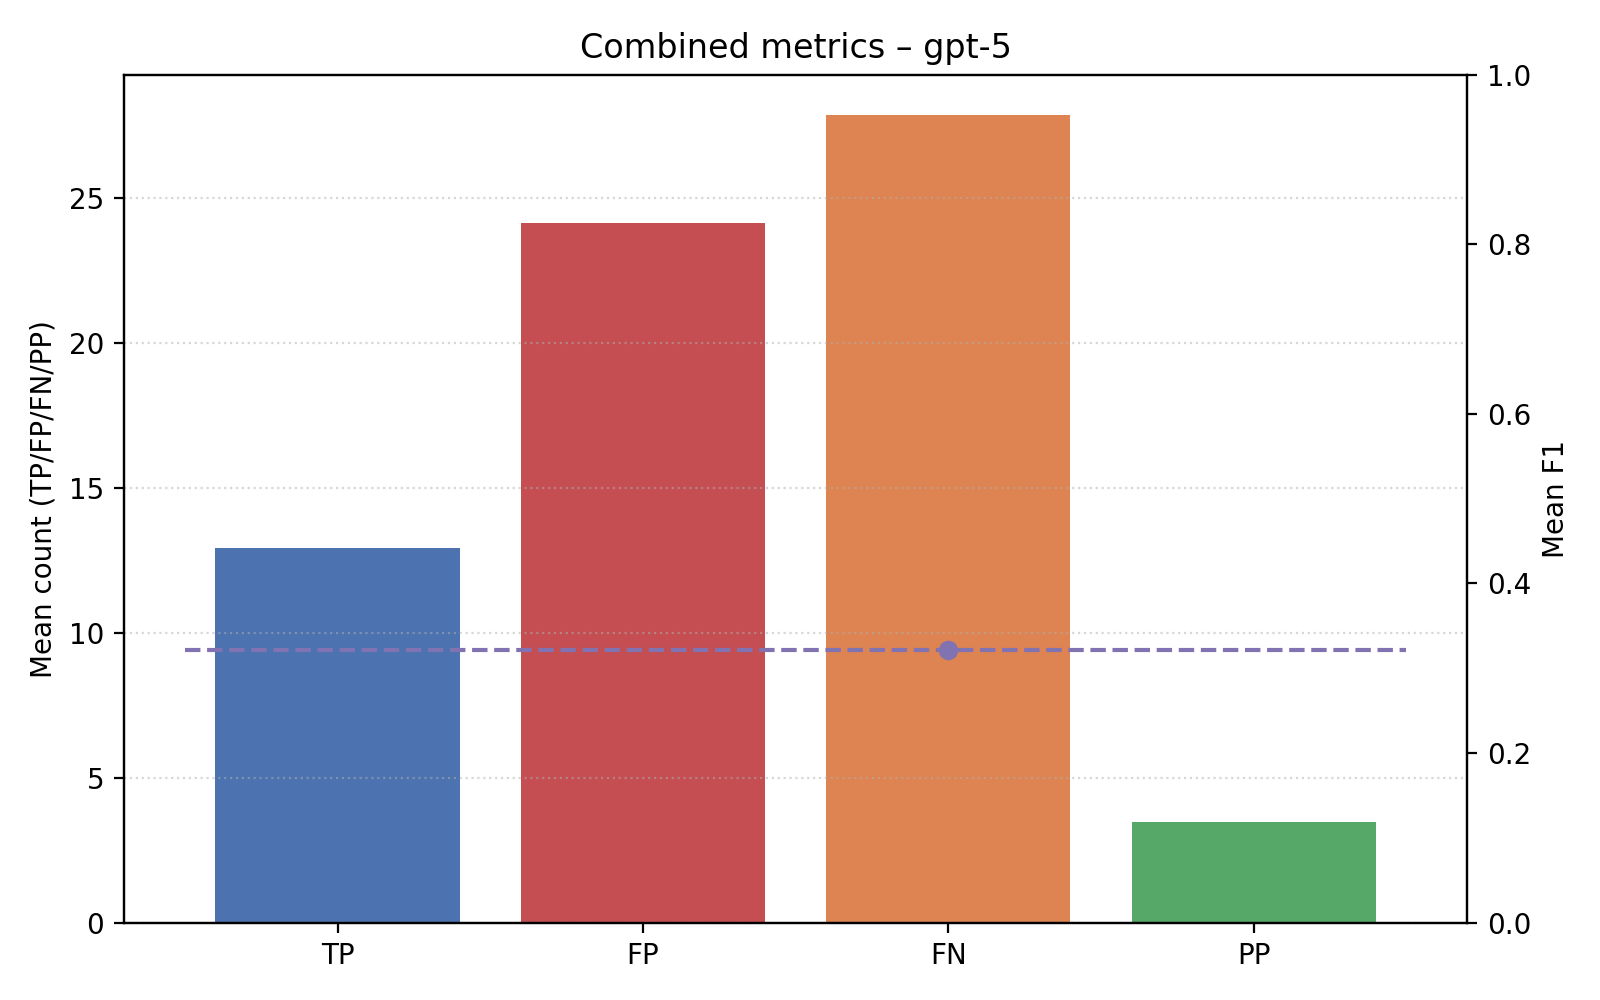 Combined metrics – gpt-5
Mean count (TP/FP/FN/PP)
25
20
15
10
5
0
1.0
0.8
0.6
0.4
0.2
0.0
Mean F1
TP
FP
FN
PP